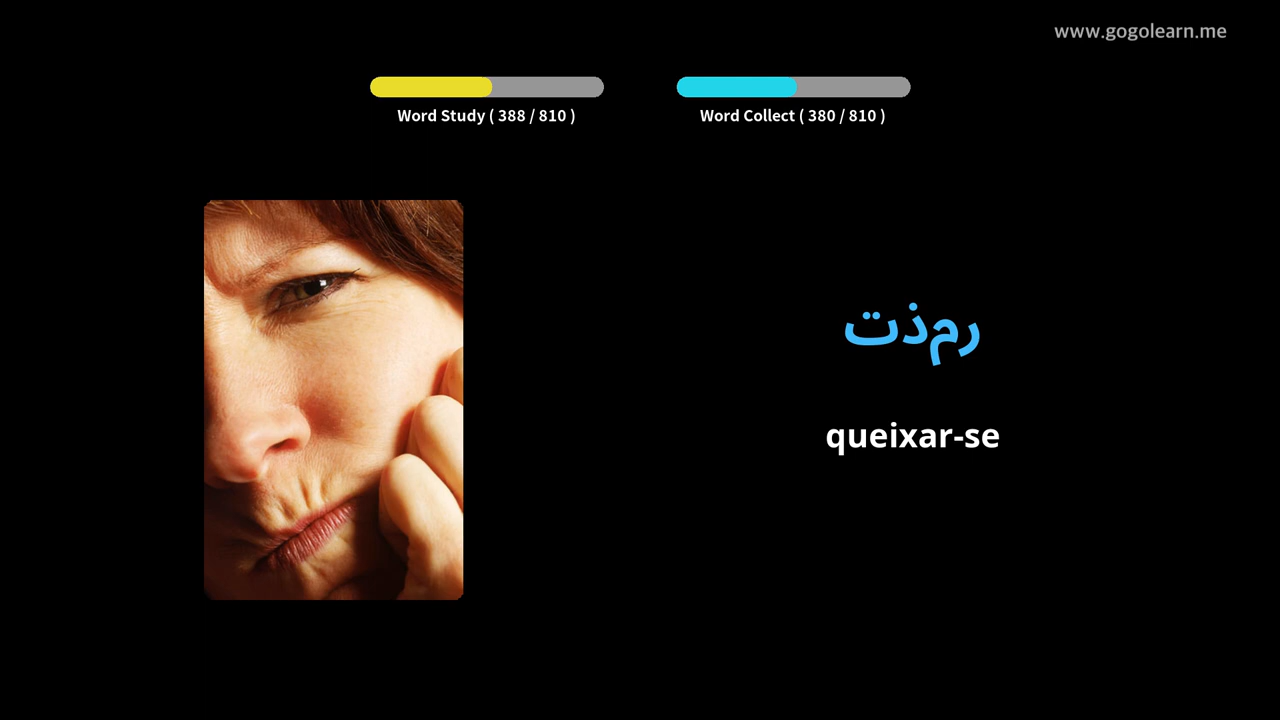 www.gogolearn.me
Word Study ( 388 / 810 )
Word Collect ( 380 / 810 )
رمذت
queixar-se